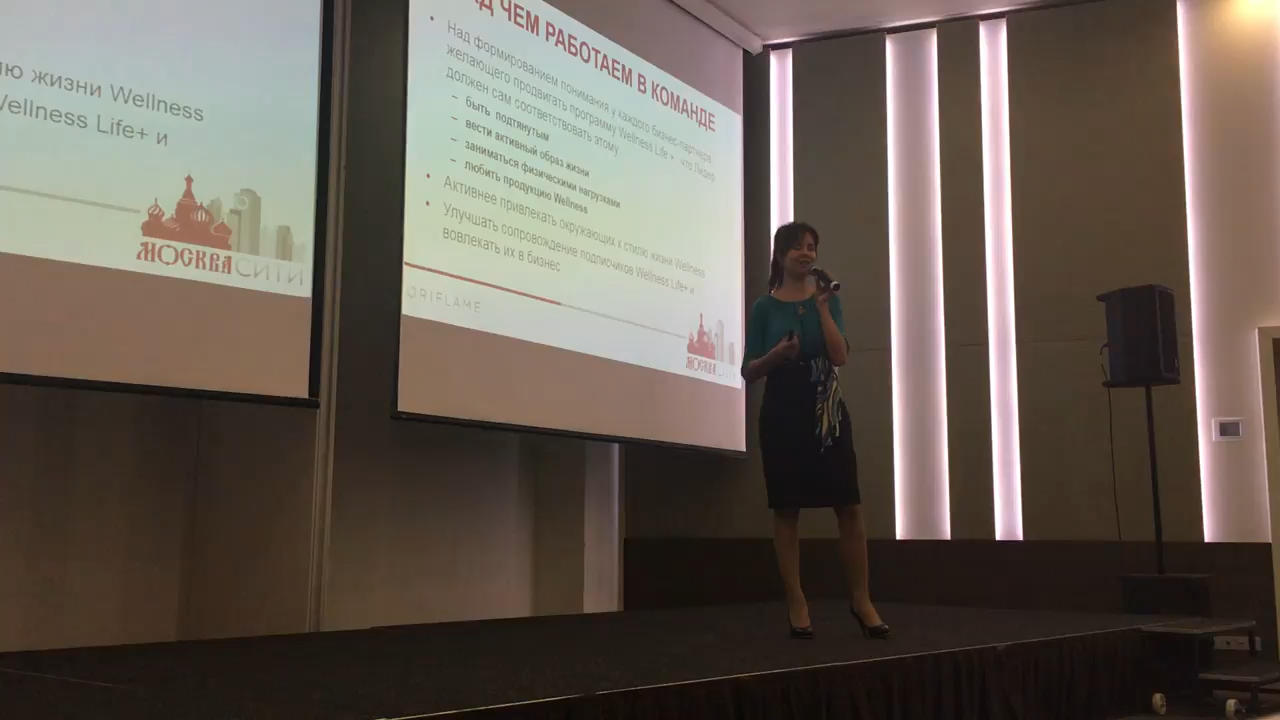 ю жизни Wellness
Wellness Life+ и
МОСКВАСИТИ
Д ЧЕМ РАБОТАЕМ В КОМАНДЕ
• Над формированием понимания у каждого бизнес-партнера
желающего продвигать программу Wellness Life + что Лидер
должен сам соответствовать этому
– быть подтянутым
– вести активный образ жизни
– заниматься физическими нагрузками
– любить продукцию Wellness
• Активнее привлекать окружающих к стилю жизни Wellness
• Улучшать сопровождение подписчиков Wellness Life+ и
вовлекать их в бизнес
ORIFLAME
МОСКВАСИТИ